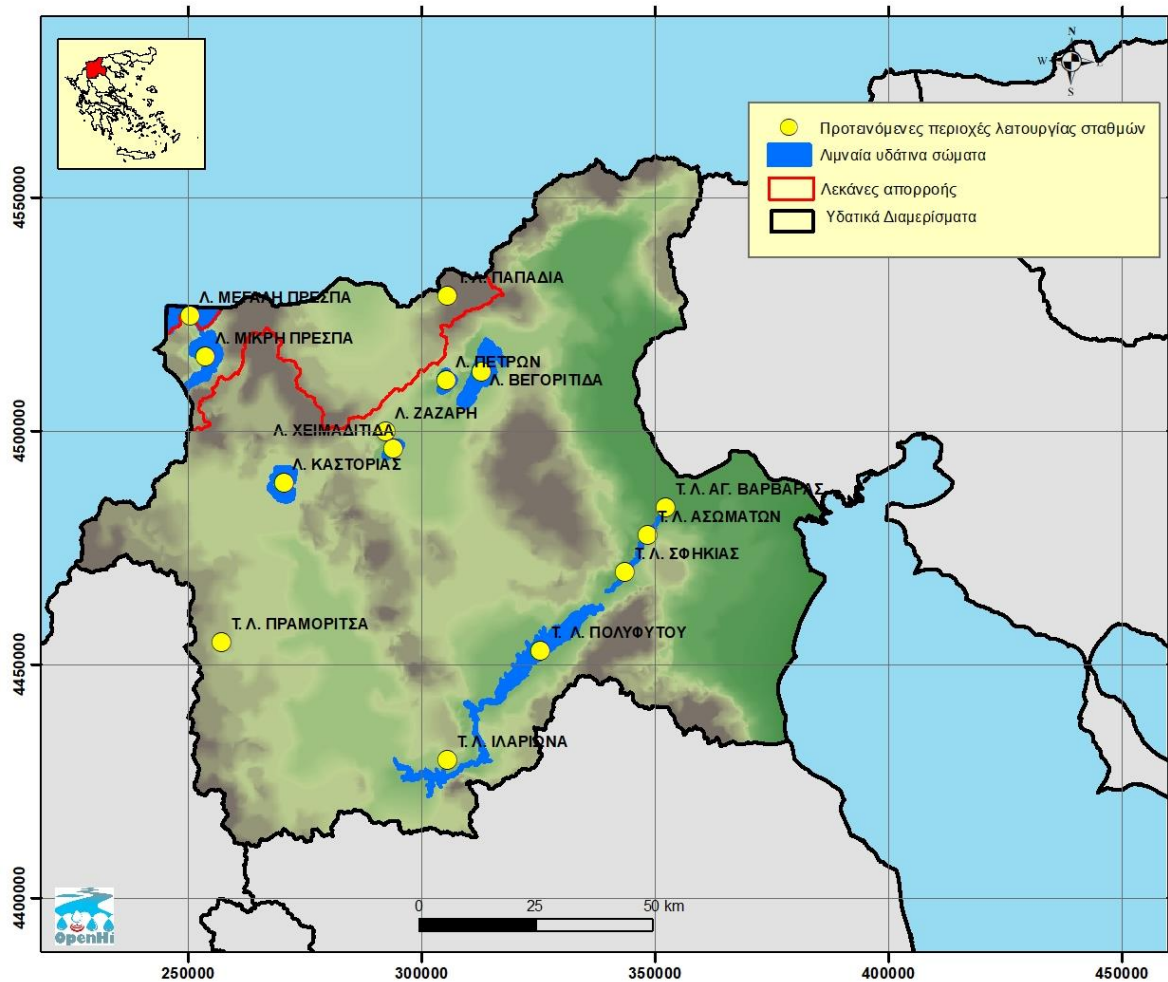 N
W
E
S
Προτεινόμενες περιοχές λειτουργίας σταθμών
Λιμναία υδάτινα σώματα
Λεκάνες απορροής
Υδατικά Διαμερίσματα
4550000
4500000
4450000
4400000
Τ. Λ. ΠΑΠΑΔΙΑ
Λ. ΜΕΓΑΛΗ ΠΡΕΣΠΑ
Λ. ΜΙΚΡΗ ΠΡΕΣΠΑ
Λ. ΠΕΤΡΩΝ
Λ. ΒΕΓΟΡΙΤΙΔΑ
Λ. ΖΑΖΑΡΗ
Λ. ΧΕΙΜΑΔΙΤΙΔΑ
Λ. ΚΑΣΤΟΡΙΑΣ
Τ. Λ. ΑΓ. ΒΑΡΒΑΡΑΣ
Τ. Λ. ΑΣΩΜΑΤΩΝ
Τ. Λ. ΣΦΗΚΙΑΣ
Τ. Λ. ΠΡΑΜΟΡΙΤΣΑ
Τ. Λ. ΠΟΛΥΦΥΤΟΥ
Τ. Λ. ΙΛΑΡΙΩΝΑ
0 25 50 km
OpenHi
250000 300000 350000 400000 450000